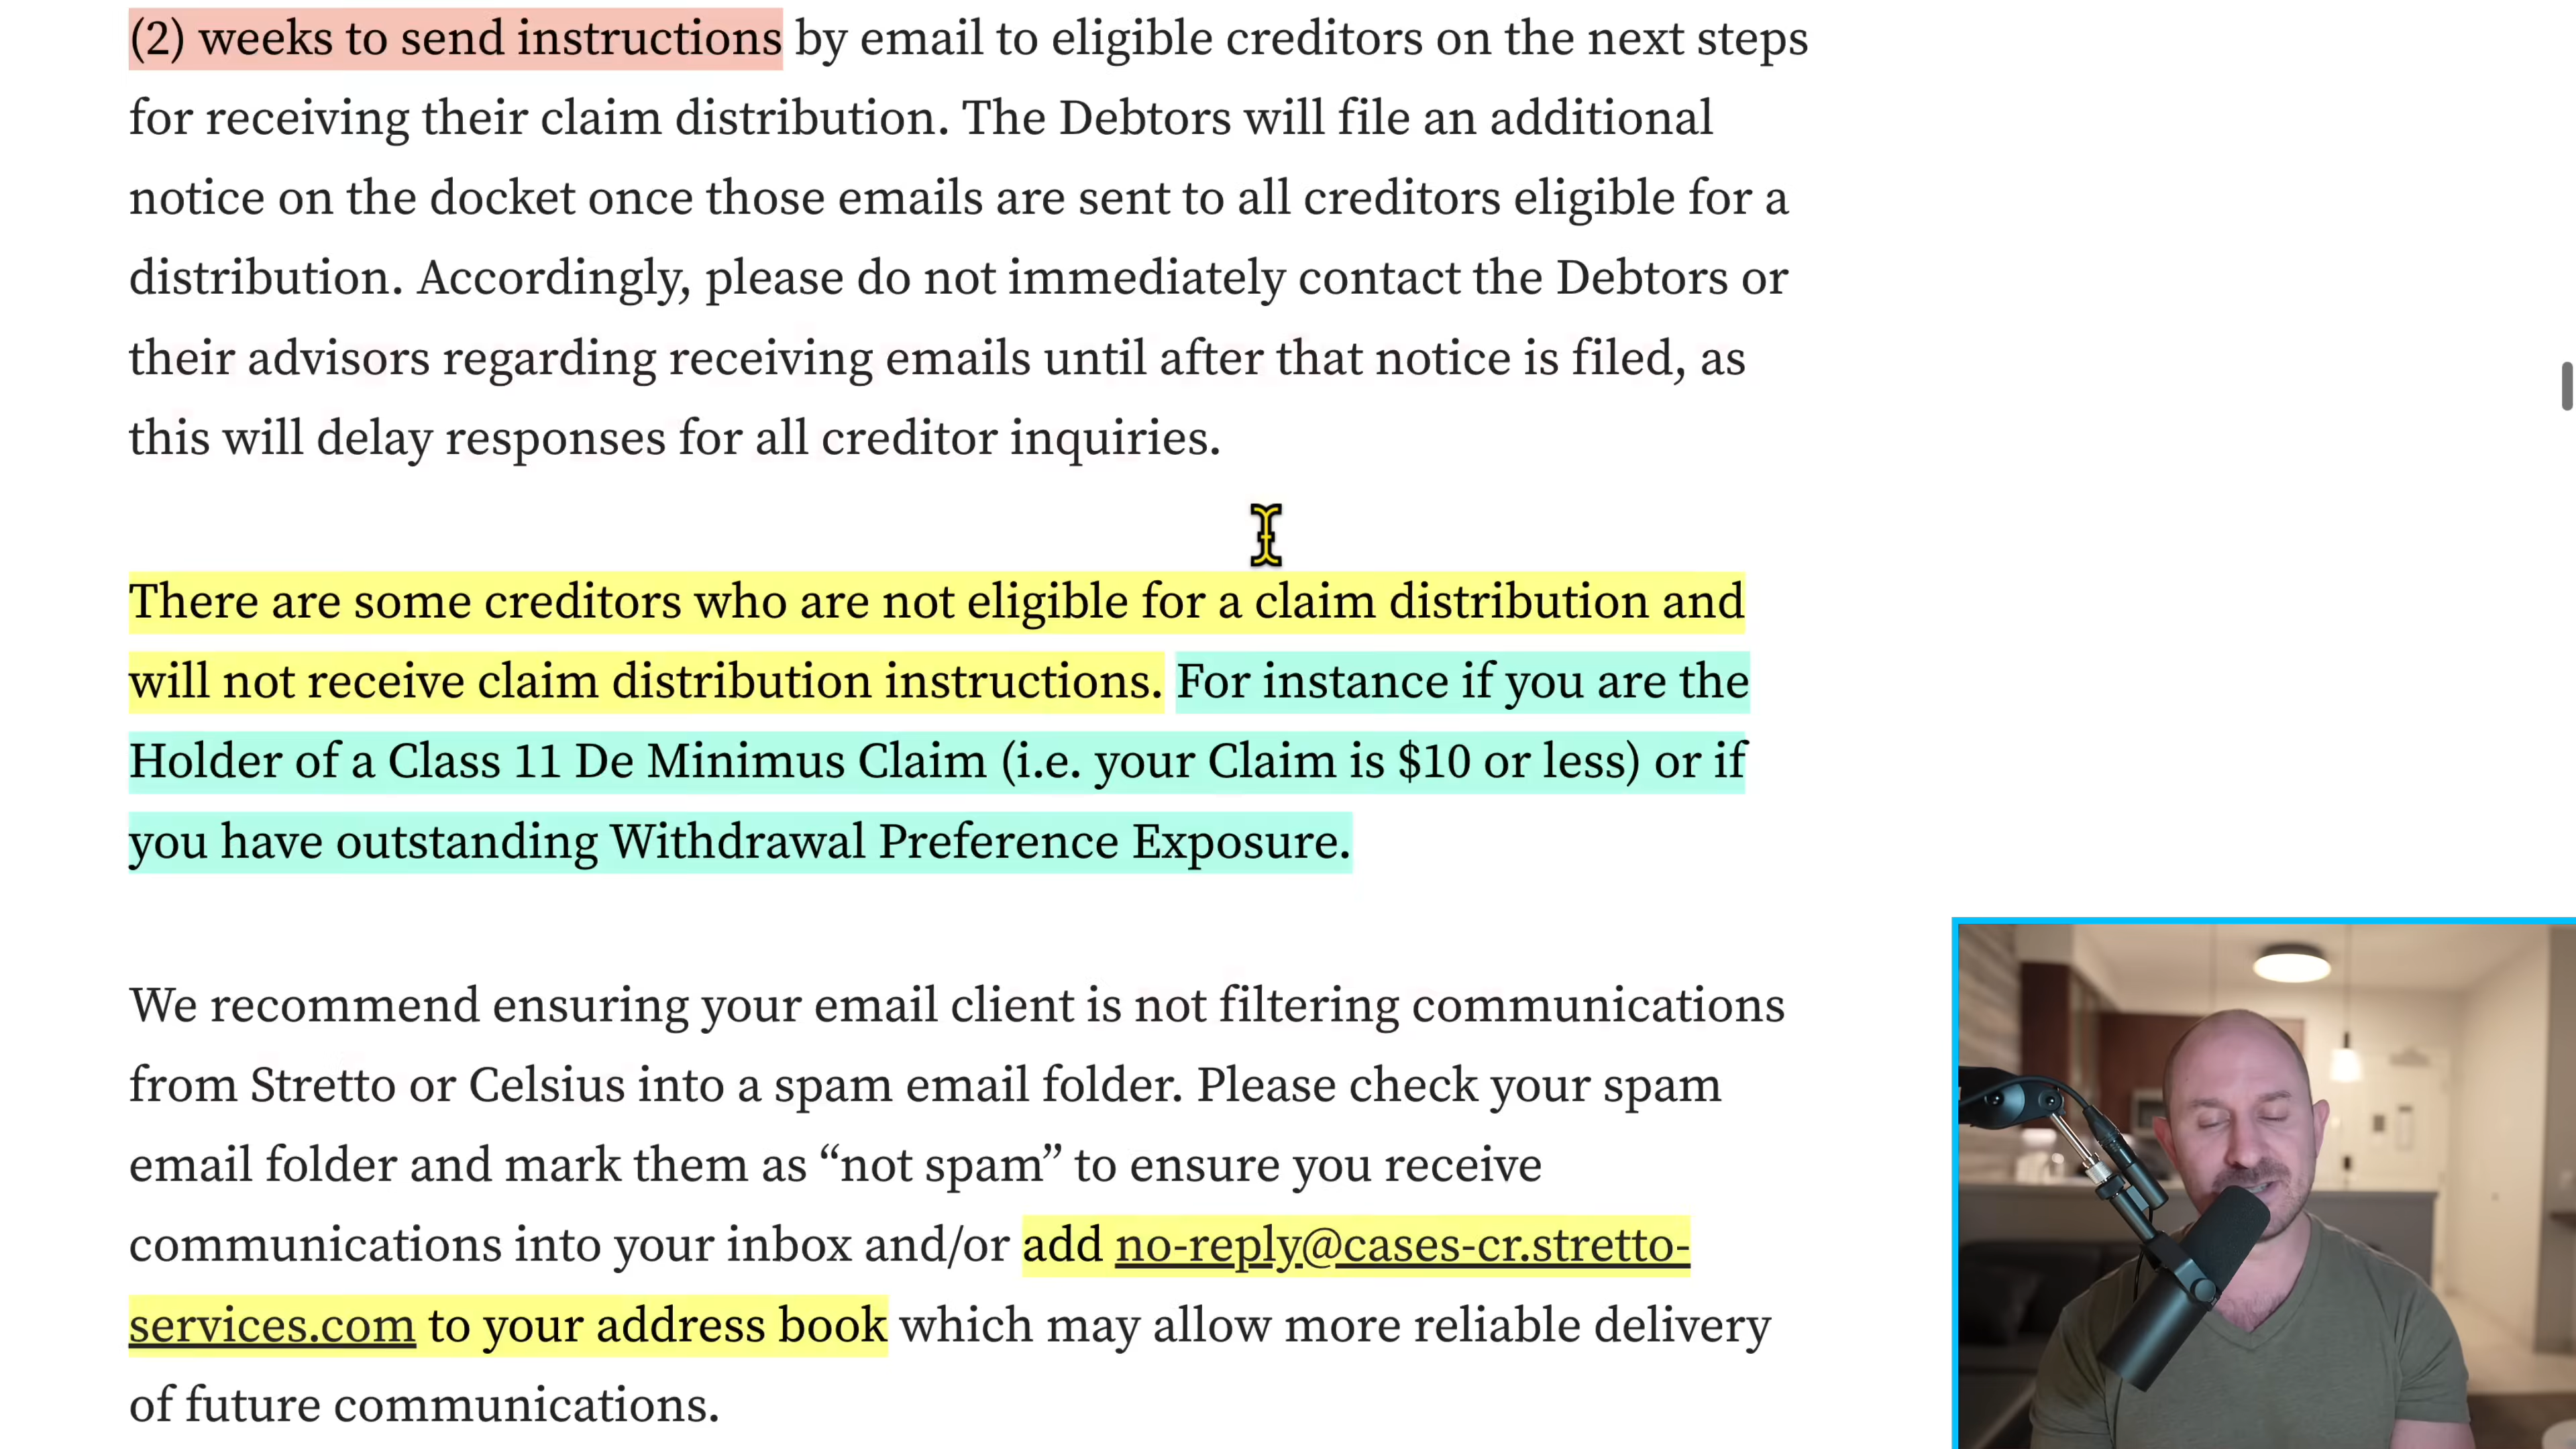 (2) weeks to send instructions by email to eligible creditors on the next steps
for receiving their claim distribution. The Debtors will file an additional
notice on the docket once those emails are sent to all creditors eligible for a
distribution. Accordingly, please do not immediately contact the Debtors or
their advisors regarding receiving emails until after that notice is filed, as
this will delay responses for all creditor inquiries.
There are some creditors who are not eligible for a claim distribution and
will not receive claim distribution instructions. For instance if you are the
Holder of a Class 11 De Minimus Claim (i.e. your Claim is $10 or less) or if
you have outstanding Withdrawal Preference Exposure.
We recommend ensuring your email client is not filtering communications
from Stretto or Celsius into a spam email folder. Please check your spam
email folder and mark them as “not spam” to ensure you receive
communications into your inbox and/or add no-reply@cases-cr.stretto-
services.com to your address book which may allow more reliable delivery
of future communications.